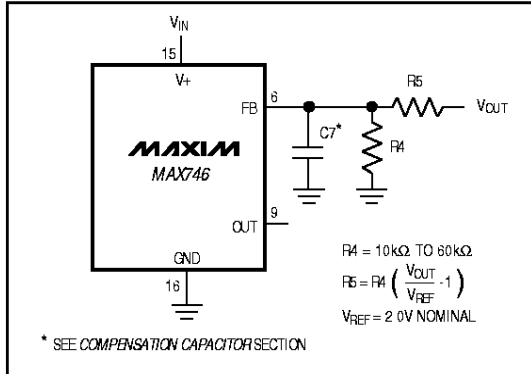 VIN
15
V+
R5
6
FB
VOUT
C7*
R4
MAXIM
MAX746
9
OUT
GND
16
R4 = 10kΩ TO 60kΩ
R5 = R4 ( VOUT / VREF - 1 )
VREF = 2.0V NOMINAL
* SEE COMPENSATION CAPACITOR SECTION